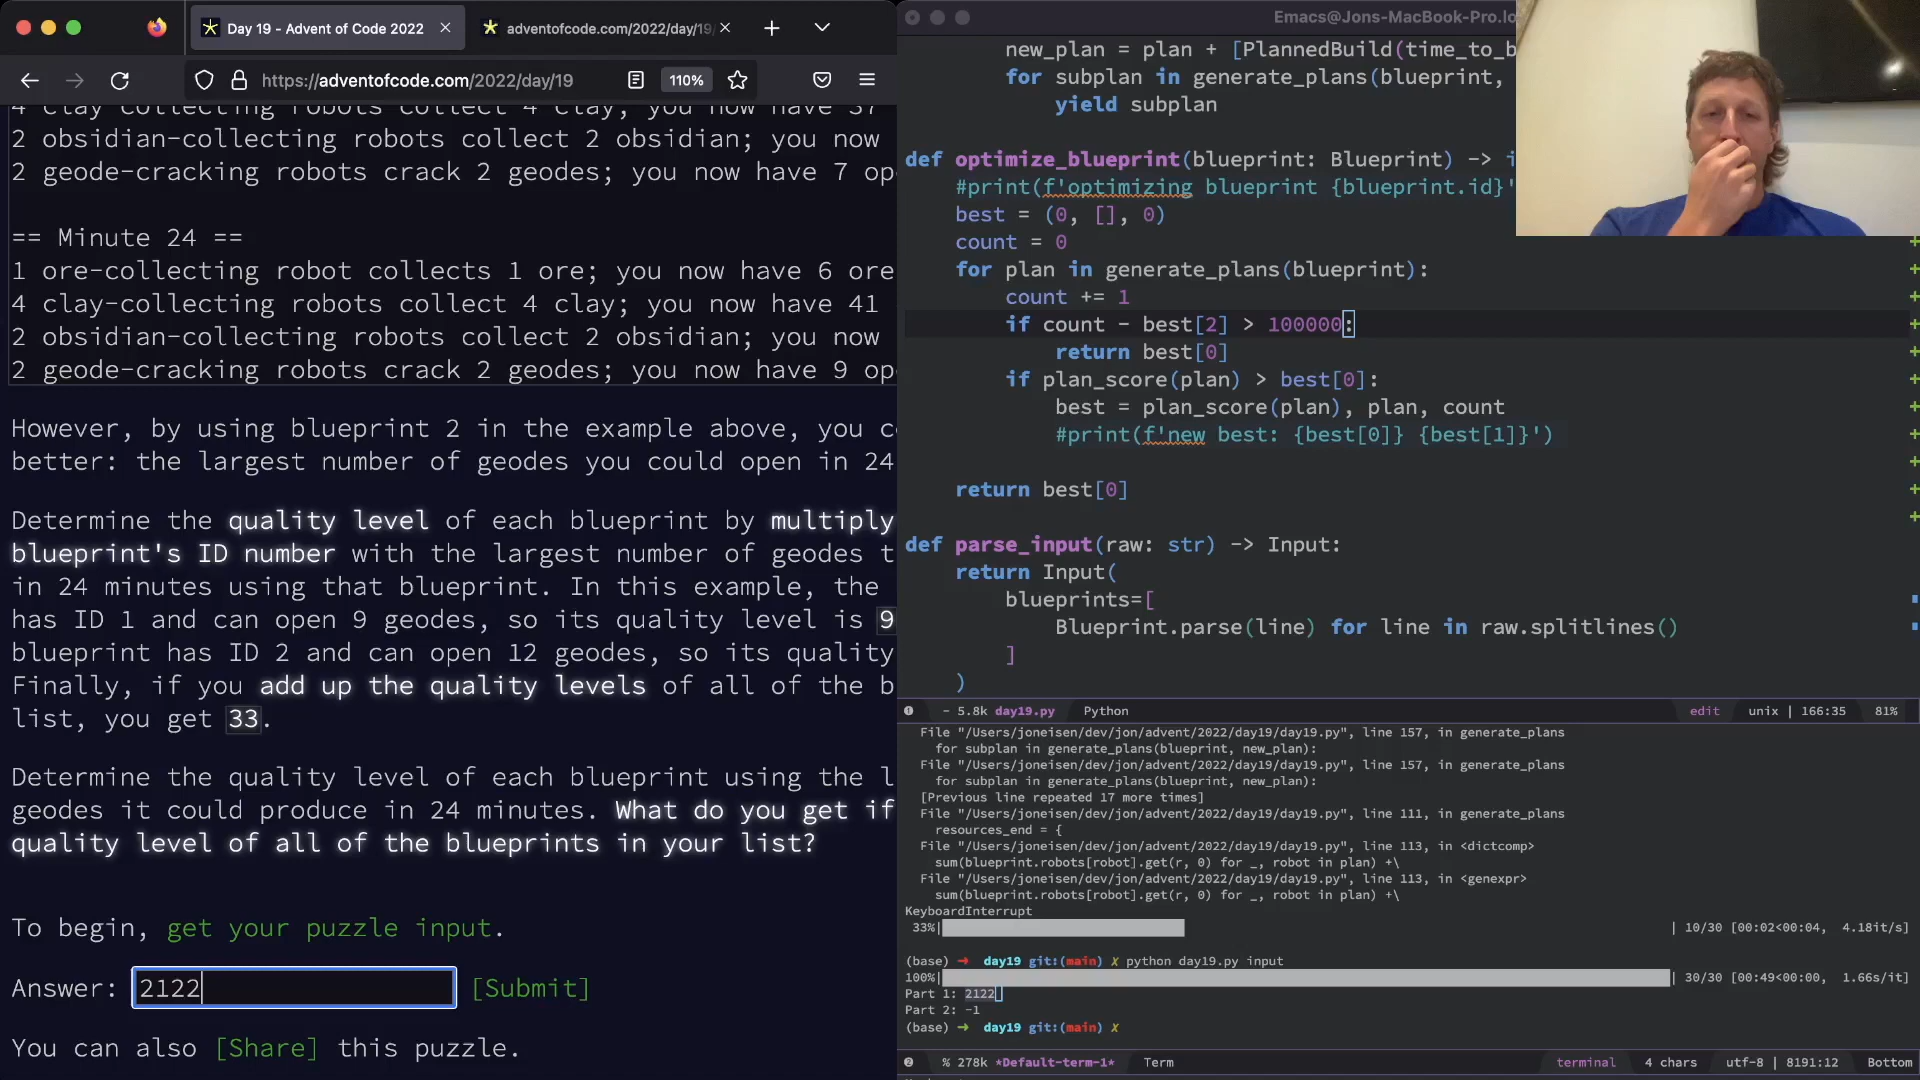 Day 19 - Advent of Code 2022
adventofcode.com/2022/day/19
https://adventofcode.com/2022/day/19
110%
4 clay-collecting robots collect 4 clay; you now have 37
2 obsidian-collecting robots collect 2 obsidian; you now
2 geode-cracking robots crack 2 geodes; you now have 7 op
== Minute 24 ==
1 ore-collecting robot collects 1 ore; you now have 6 ore
4 clay-collecting robots collect 4 clay; you now have 41
2 obsidian-collecting robots collect 2 obsidian; you now
2 geode-cracking robots crack 2 geodes; you now have 9 op
However, by using blueprint 2 in the example above, you c
better: the largest number of geodes you could open in 24
Determine the quality level of each blueprint by multiply
blueprint's ID number with the largest number of geodes t
in 24 minutes using that blueprint. In this example, the
has ID 1 and can open 9 geodes, so its quality level is 9
blueprint has ID 2 and can open 12 geodes, so its quality
Finally, if you add up the quality levels of all of the b
list, you get 33.
Determine the quality level of each blueprint using the l
geodes it could produce in 24 minutes. What do you get if
quality level of all of the blueprints in your list?
To begin, get your puzzle input.
Answer: 2122 [Submit]
You can also [Share] this puzzle.
Emacs@Jons-MacBook-Pro.lo
new_plan = plan + [PlannedBuild(time_to_b
for subplan in generate_plans(blueprint,
yield subplan
def optimize_blueprint(blueprint: Blueprint) -> i
#print(f'optimizing blueprint {blueprint.id}'
best = (0, [], 0)
count = 0
for plan in generate_plans(blueprint):
count += 1
if count - best[2] > 100000:
return best[0]
if plan_score(plan) > best[0]:
best = plan_score(plan), plan, count
#print(f'new best: {best[0]} {best[1]}')
return best[0]
def parse_input(raw: str) -> Input:
return Input(
blueprints=[
Blueprint.parse(line) for line in raw.splitlines()
]
)
- 5.8k day19.py Python edit unix | 166:35 81%
File "/Users/joneisen/dev/jon/advent/2022/day19/day19.py", line 157, in generate_plans
for subplan in generate_plans(blueprint, new_plan):
File "/Users/joneisen/dev/jon/advent/2022/day19/day19.py", line 157, in generate_plans
for subplan in generate_plans(blueprint, new_plan):
[Previous line repeated 17 more times]
File "/Users/joneisen/dev/jon/advent/2022/day19/day19.py", line 111, in generate_plans
resources_end = {
File "/Users/joneisen/dev/jon/advent/2022/day19/day19.py", line 113, in <dictcomp>
sum(blueprint.robots[robot].get(r, 0) for _, robot in plan) +\
File "/Users/joneisen/dev/jon/advent/2022/day19/day19.py", line 113, in <genexpr>
sum(blueprint.robots[robot].get(r, 0) for _, robot in plan) +\
KeyboardInterrupt
33%| | 10/30 [00:02<00:04, 4.18it/s]
(base) ➜ day19 git:(main) ✗ python day19.py input
100%| | 30/30 [00:49<00:00, 1.66s/it]
Part 1: 2122
Part 2: -1
(base) ➜ day19 git:(main) ✗
% 278k *Default-term-1* Term terminal 4 chars utf-8 | 8191:12 Bottom